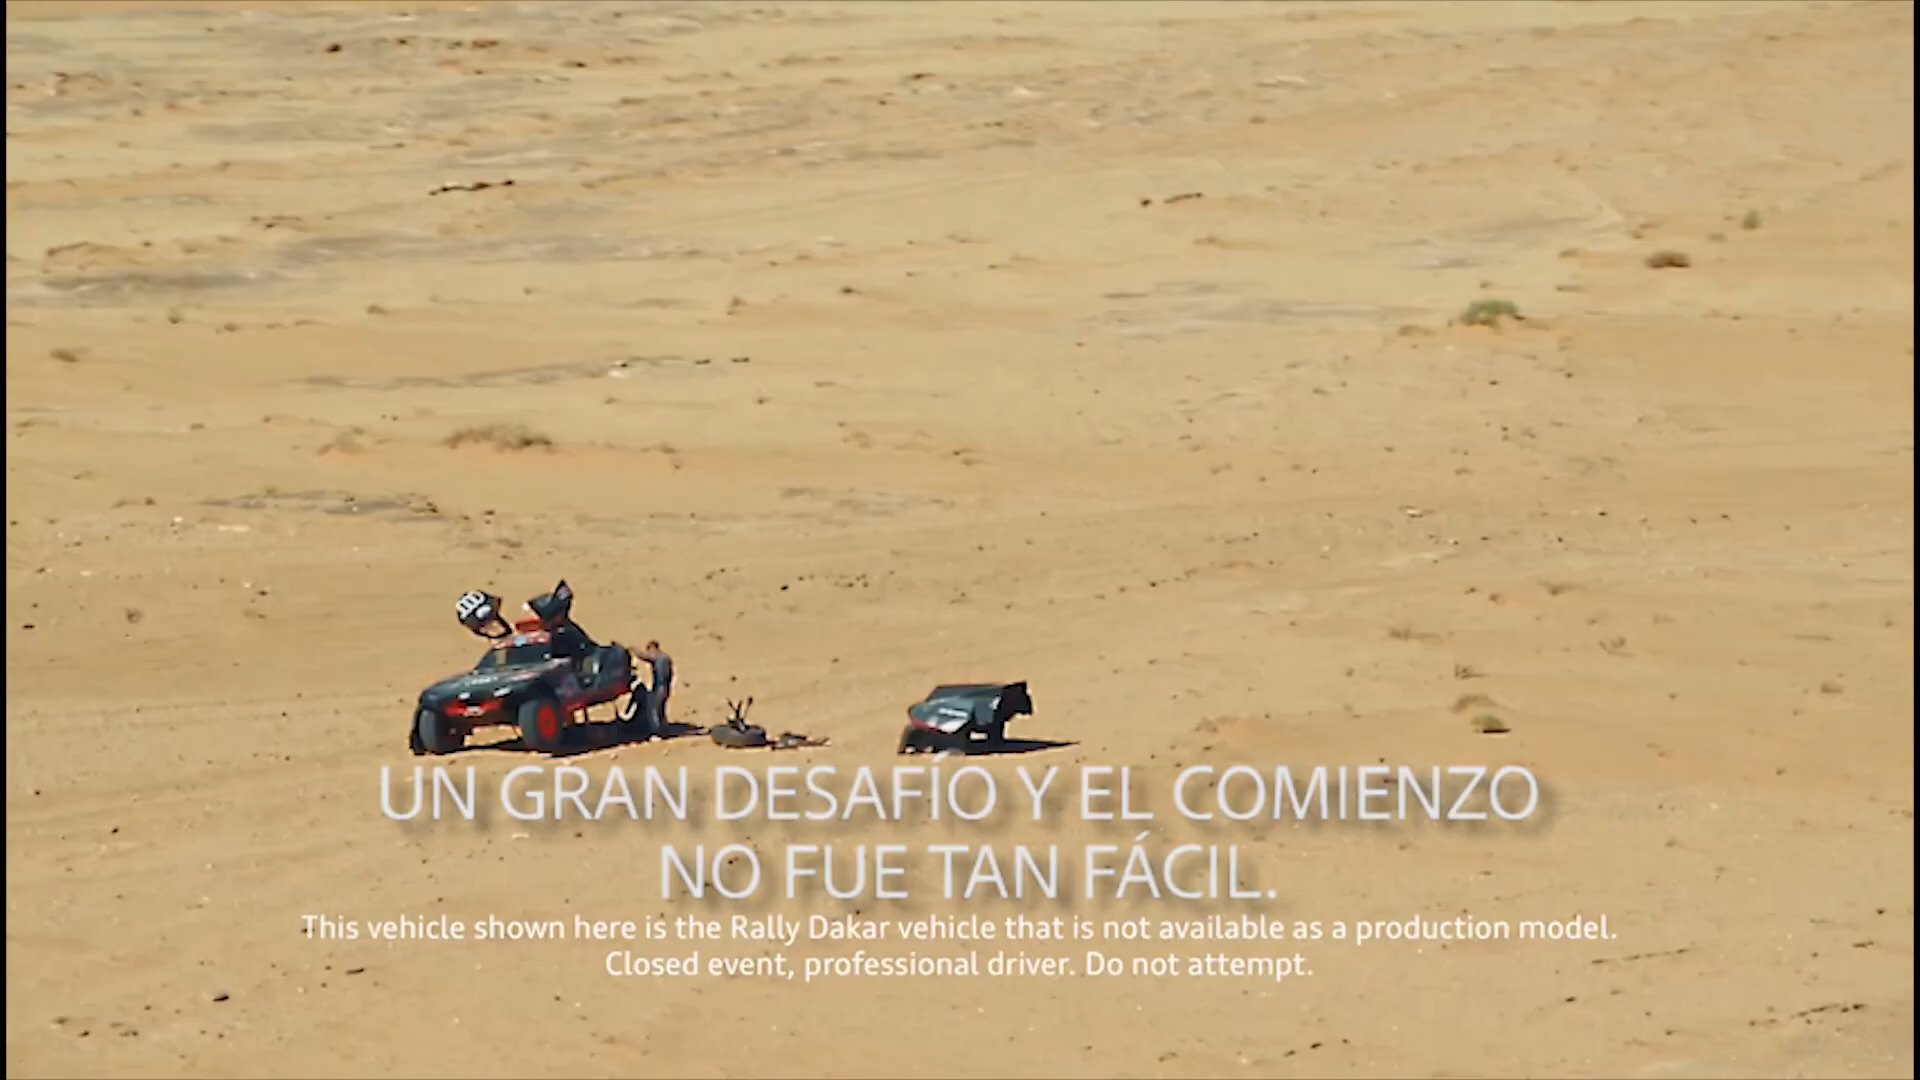 UN GRAN DESAFÍO Y EL COMIENZO
NO FUE TAN FÁCIL.
This vehicle shown here is the Rally Dakar vehicle that is not available as a production model.
Closed event, professional driver. Do not attempt.